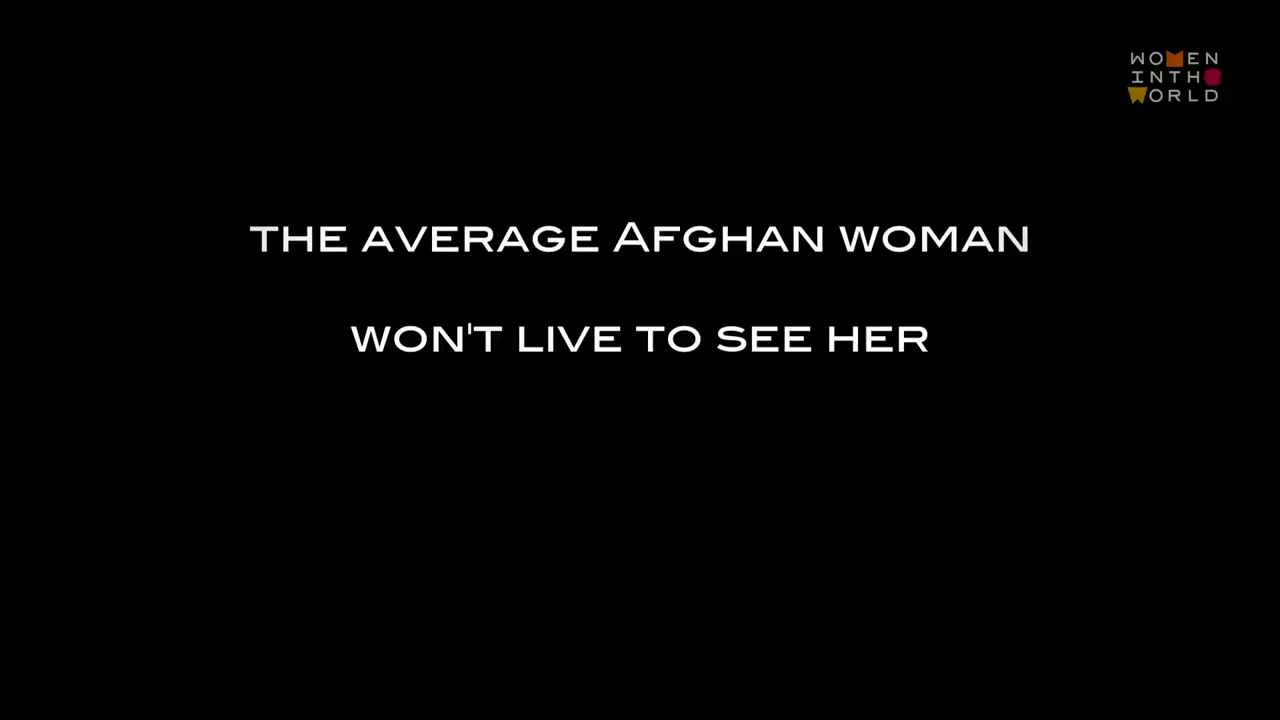 WOMEN
IN THE
WORLD
THE AVERAGE AFGHAN WOMAN
WON'T LIVE TO SEE HER